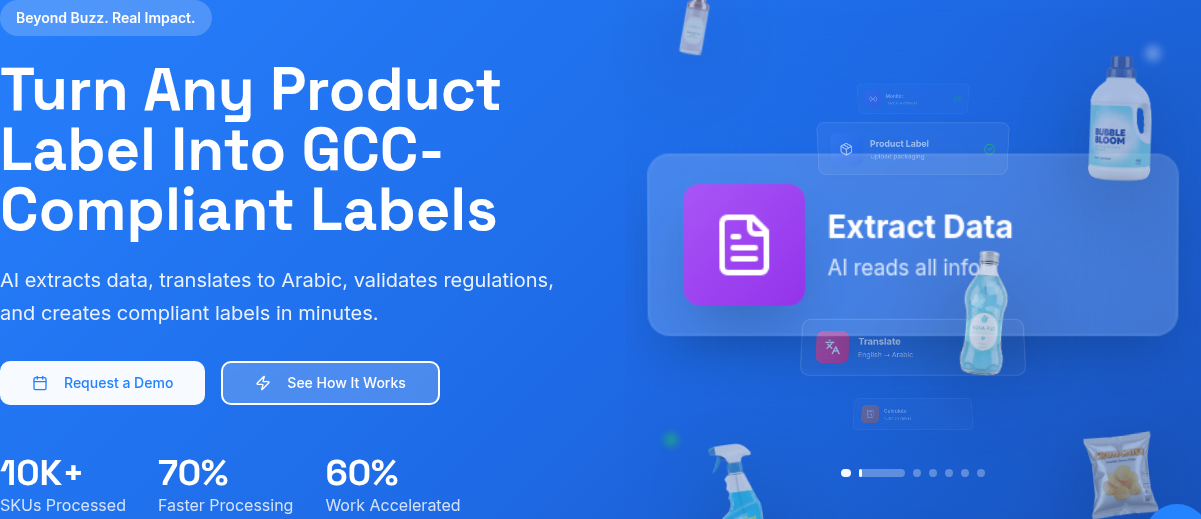 Beyond Buzz. Real Impact.
Turn Any Product
Label Into GCC-
Compliant Labels
AI extracts data, translates to Arabic, validates regulations,
and creates compliant labels in minutes.
Request a Demo
See How It Works
10K+
SKUs Processed
70%
Faster Processing
60%
Work Accelerated
Monitor
Product Label
Upload packaging
Extract Data
AI reads all info
Translate
English → Arabic
Calculate
BUBBLE
BLOOM